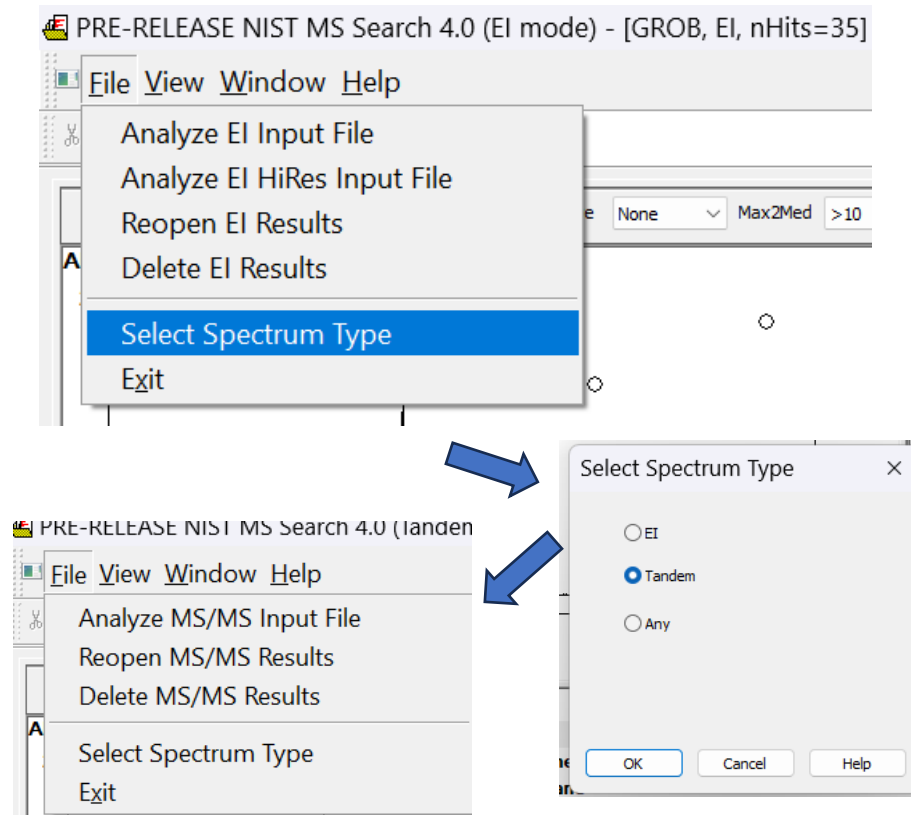 PRE-RELEASE NIST MS Search 4.0 (EI mode) - [GROB, EI, nHits=35]
File View Window Help
Analyze EI Input File
Analyze EI HiRes Input File
Reopen EI Results
Delete EI Results
Select Spectrum Type
Exit
e None Max2Med >10
A
Select Spectrum Type
EI
Tandem
Any
OK Cancel Help
PRE-RELEASE NIST MS Search 4.0 (Tandem
File View Window Help
Analyze MS/MS Input File
Reopen MS/MS Results
Delete MS/MS Results
Select Spectrum Type
Exit
A